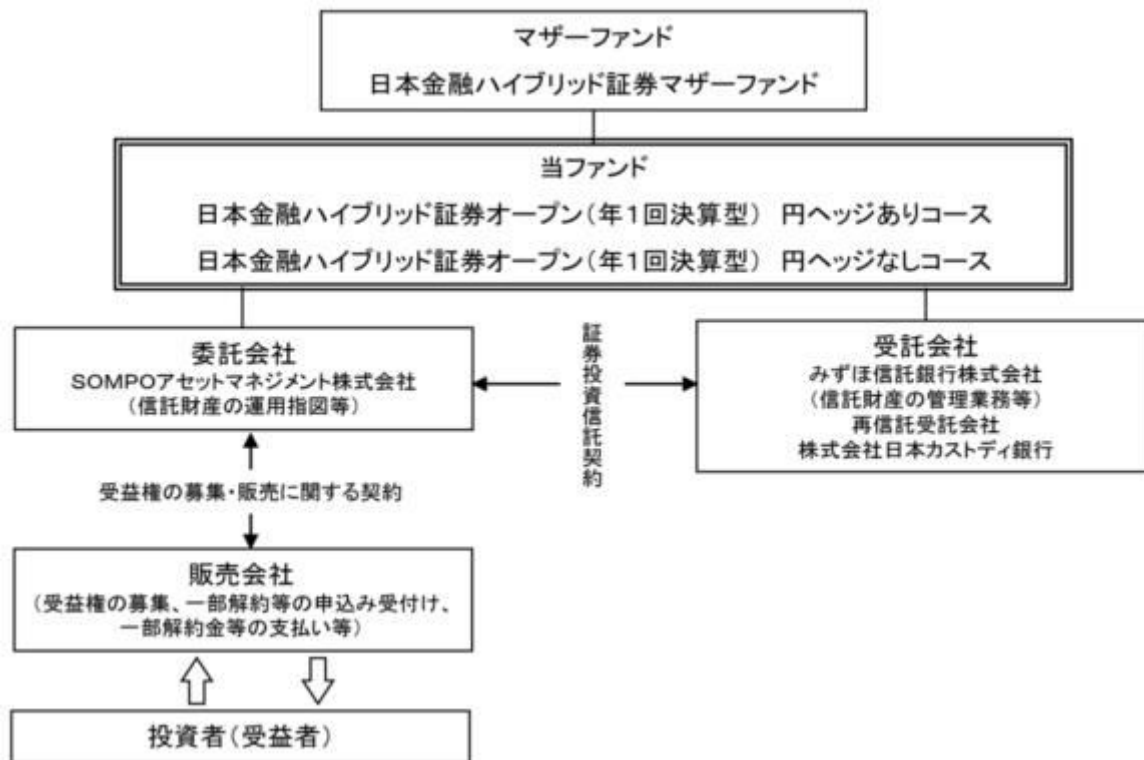 マザーファンド
日本金融ハイブリッド証券マザーファンド
当ファンド
日本金融ハイブリッド証券オープン(年1回決算型) 円ヘッジありコース
日本金融ハイブリッド証券オープン(年1回決算型) 円ヘッジなしコース
委託会社
SOMPOアセットマネジメント株式会社
(信託財産の運用指図等)
証券投資信託契約
受託会社
みずほ信託銀行株式会社
(信託財産の管理業務等)
再信託受託会社
株式会社日本カストディ銀行
受益権の募集・販売に関する契約
販売会社
(受益権の募集、一部解約等の申込み受付け、
一部解約金等の支払い等)
投資者(受益者)